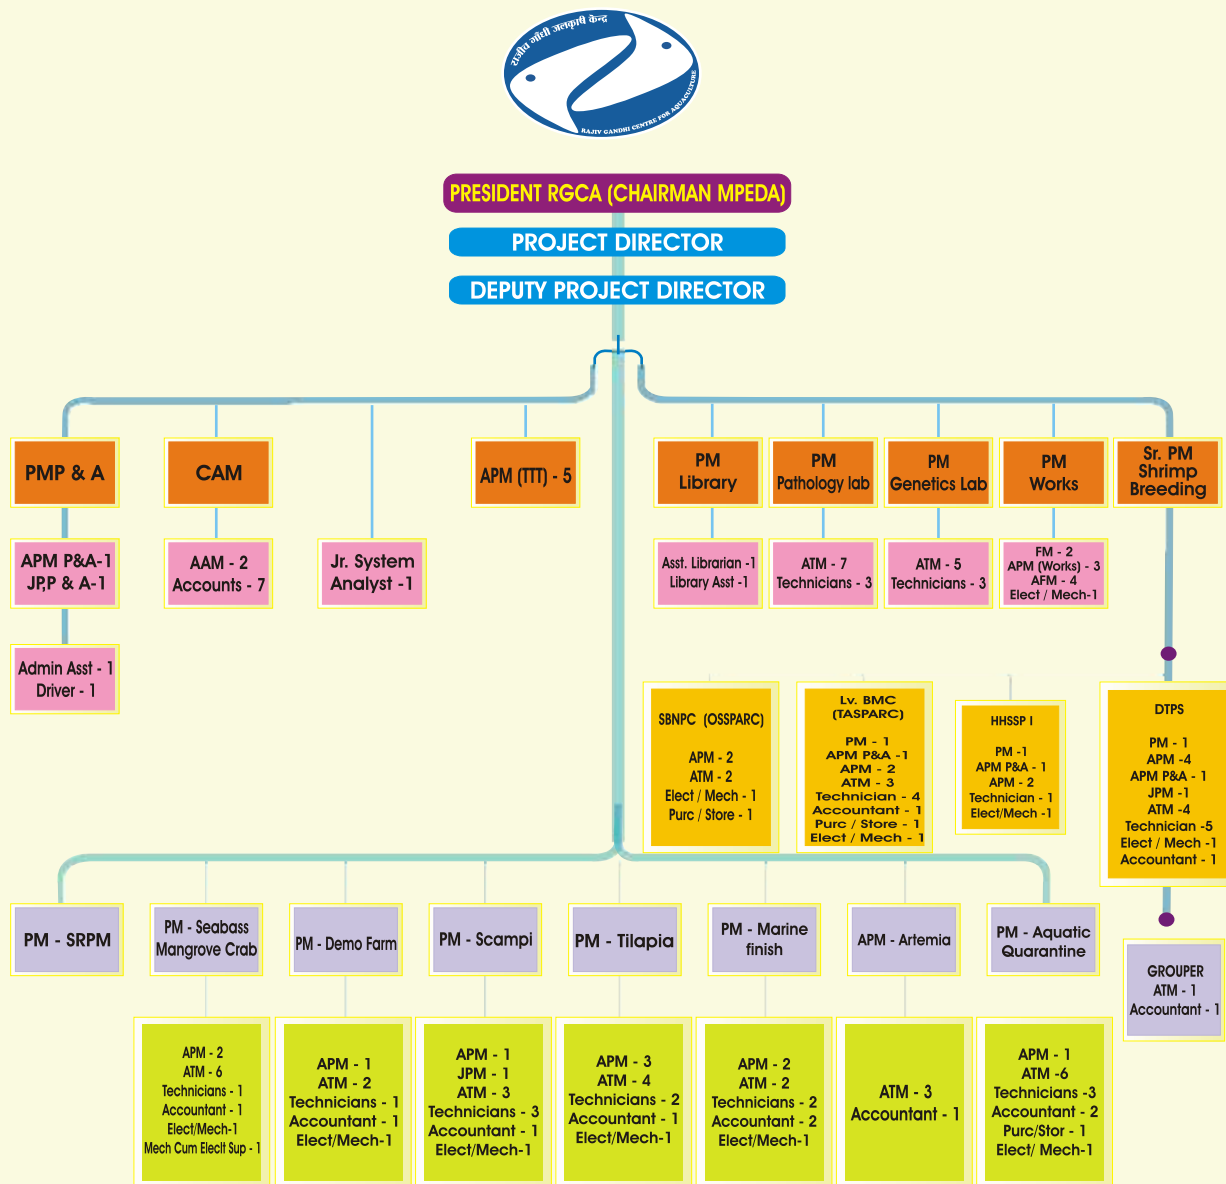 राजीव गाँधी जलकृषि केन्द्र
RAJIV GANDHI CENTRE FOR AQUACULTURE
PRESIDENT RGCA (CHAIRMAN MPEDA)
PROJECT DIRECTOR
DEPUTY PROJECT DIRECTOR
PMP & A
CAM
APM (TTT) - 5
PM
Library
PM
Pathology lab
PM
Genetics Lab
PM
Works
Sr. PM
Shrimp
Breeding
APM P&A-1
JP,P & A-1
AAM - 2
Accounts - 7
Jr. System
Analyst -1
Asst. Librarian -1
Library Asst -1
ATM - 7
Technicians - 3
ATM - 5
Technicians - 3
FM - 2
APM (Works) - 3
AFM - 4
Elect / Mech-1
Admin Asst - 1
Driver - 1
SBNPC (OSSPARC)
APM - 2
ATM - 2
Elect / Mech - 1
Purc / Store - 1
Lv. BMC
(TASPARC)
PM - 1
APM P&A -1
APM - 2
ATM - 3
Technician - 4
Accountant - 1
Purc / Store - 1
Elect / Mech - 1
HHSSP I
PM -1
APM P&A - 1
APM - 2
Technician - 1
Elect/Mech -1
DTPS
PM - 1
APM -4
APM P&A - 1
JPM -1
ATM -4
Technician -5
Elect / Mech -1
Accountant - 1
PM - SRPM
PM - Seabass
Mangrove Crab
PM - Demo Farm
PM - Scampi
PM - Tilapia
PM - Marine
finish
APM - Artemia
PM - Aquatic
Quarantine
GROUPER
ATM - 1
Accountant - 1
APM - 2
ATM - 6
Technicians - 1
Accountant - 1
Elect/Mech-1
Mech Cum Eleclt Sup - 1
APM - 1
ATM - 2
Technicians - 1
Accountant - 1
Elect/Mech-1
APM - 1
JPM - 1
ATM - 3
Technicians - 3
Accountant - 1
Elect/Mech-1
APM - 3
ATM - 4
Technicians - 2
Accountant - 1
Elect/Mech-1
APM - 2
ATM - 2
Technicians - 2
Accountant - 2
Elect/Mech-1
ATM - 3
Accountant - 1
APM - 1
ATM -6
Technicians -3
Accountant - 2
Purc/Stor - 1
Elect/ Mech-1